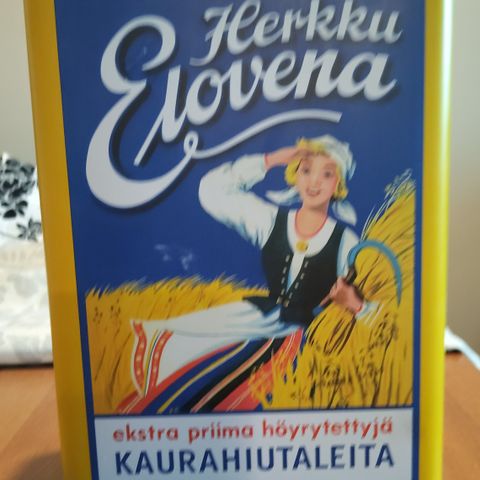 Herkku
Elovena
ekstra priima höyrytettyjä
KAURAHIUTALEITA